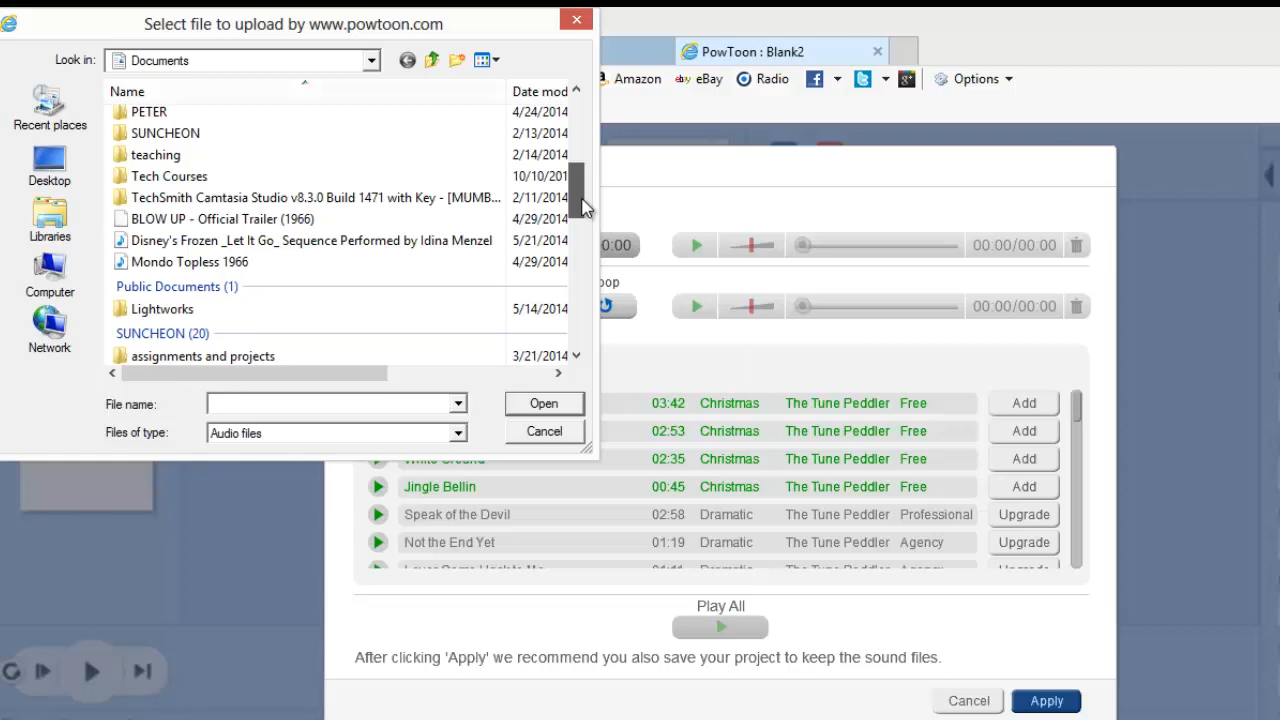 Select file to upload by www.powtoon.com
PowToon : Blank2
Look in: Documents
Amazon eBay Radio Options
Name Date mod
Recent places
Desktop
Libraries
Computer
Network
PETER 4/24/2014
SUNCHEON 2/13/2014
teaching 2/14/2014
Tech Courses 10/10/201
TechSmith Camtasia Studio v8.3.0 Build 1471 with Key - [MUMB... 2/11/2014
BLOW UP - Official Trailer (1966) 4/29/2014
Disney's Frozen _Let It Go_ Sequence Performed by Idina Menzel 5/21/2014
Mondo Topless 1966 4/29/2014
Public Documents (1)
Lightworks 5/14/2014
SUNCHEON (20)
assignments and projects 3/21/2014
File name: Open
Files of type: Audio files Cancel
0:00 00:00/00:00
oop
00:00/00:00
03:42 Christmas The Tune Peddler Free Add
02:53 Christmas The Tune Peddler Free Add
02:35 Christmas The Tune Peddler Free Add
Jingle Bellin 00:45 Christmas The Tune Peddler Free Add
Speak of the Devil 02:58 Dramatic The Tune Peddler Professional Upgrade
Not the End Yet 01:19 Dramatic The Tune Peddler Agency Upgrade
Play All
After clicking 'Apply' we recommend you also save your project to keep the sound files.
Cancel Apply